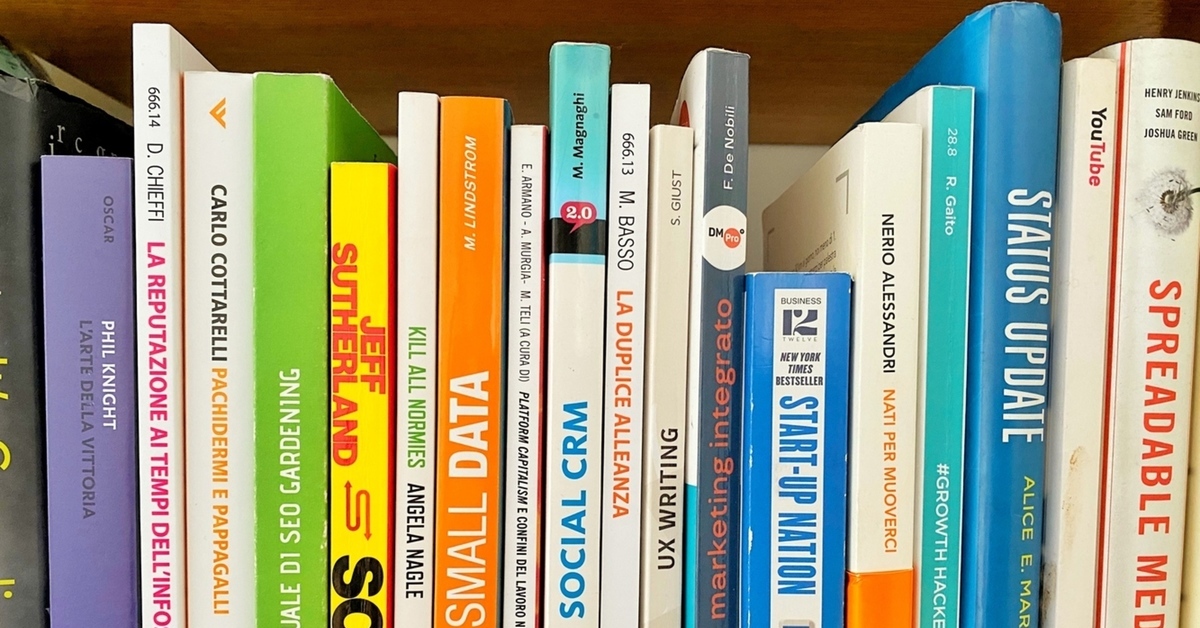 OSCAR
PHIL KNIGHT
L'ARTE DELLA VITTORIA
666.14 D. CHIEFFI LA REPUTAZIONE AI TEMPI DELL'INFO
CARLO COTTARELLI PACHIDERMI E PAPPAGALLI
UALE DI SEO GARDENING
JEFF
SUTHERLAND
KILL ALL NORMIES ANGELA NAGLE
M. LINDSTROM
SMALL DATA
E. ARMANO - A. MURGIA- M. TELI (A CURA DI) PLATFORM CAPITALISM E CONFINI DEL LAVORO N
M. Magnaghi
2.0
SOCIAL CRM
666.13 M. BASSO LA DUPLICE ALLEANZA
S. GIUST
UX WRITING
F. De Nobili
DM Pro
marketing integrato
BUSINESS
12
TWELVE
NEW YORK
TIMES
BESTSELLER
START-UP NATION
NERIO ALESSANDRI NATI PER MUOVERCI
28.8 R. Gaito
#GROWTH HACKE
STATUS UPDATE
ALICE E. MAR
YouTube
HENRY JENKINS
SAM FORD
JOSHUA GREEN
SPREADABLE MED